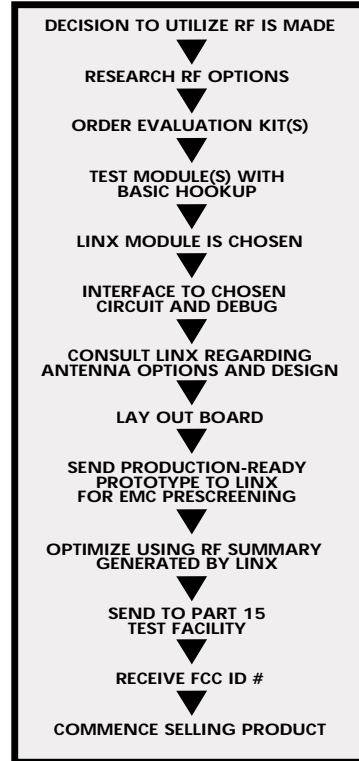 DECISION TO UTILIZE RF IS MADE
RESEARCH RF OPTIONS
ORDER EVALUATION KIT(S)
TEST MODULE(S) WITH
BASIC HOOKUP
LINX MODULE IS CHOSEN
INTERFACE TO CHOSEN
CIRCUIT AND DEBUG
CONSULT LINX REGARDING
ANTENNA OPTIONS AND DESIGN
LAY OUT BOARD
SEND PRODUCTION-READY
PROTOTYPE TO LINX
FOR EMC PRESCREENING
OPTIMIZE USING RF SUMMARY
GENERATED BY LINX
SEND TO PART 15
TEST FACILITY
RECEIVE FCC ID #
COMMENCE SELLING PRODUCT